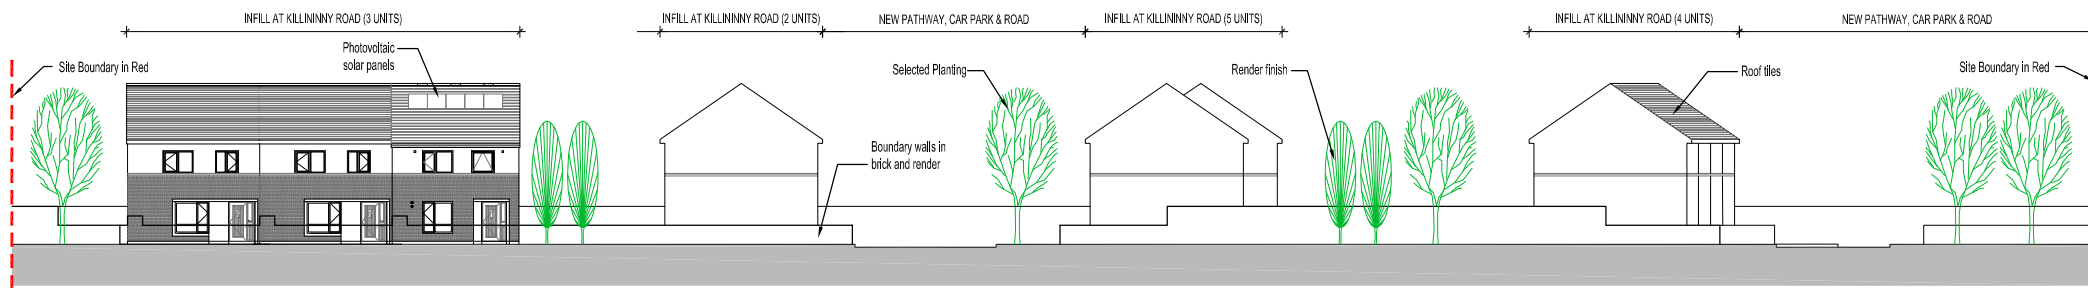 INFILL AT KILLININNY ROAD (3 UNITS)
INFILL AT KILLININNY ROAD (2 UNITS)
NEW PATHWAY, CAR PARK & ROAD
INFILL AT KILLININNY ROAD (5 UNITS)
INFILL AT KILLININNY ROAD (4 UNITS)
NEW PATHWAY, CAR PARK & ROAD
Site Boundary in Red
Photovoltaic
solar panels
Boundary walls in
brick and render
Selected Planting
Render finish
Roof tiles
Site Boundary in Red